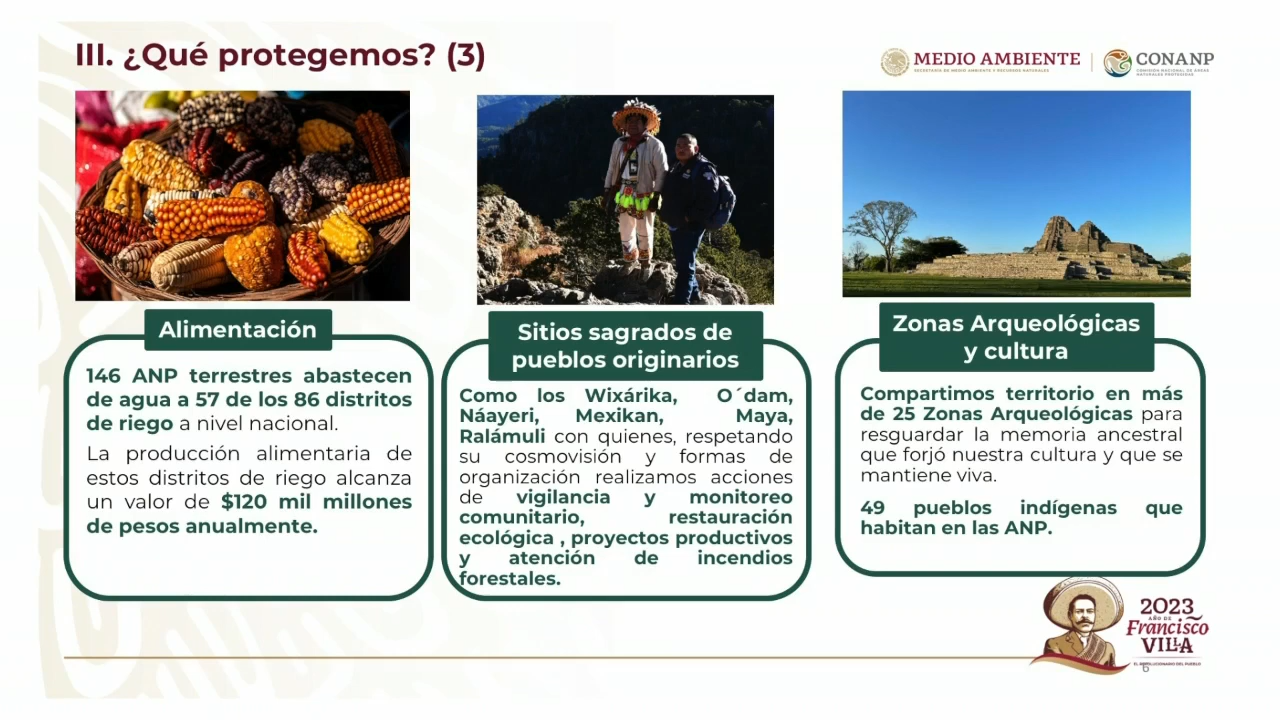 III. ¿Qué protegemos? (3)
MEDIO AMBIENTE
SECRETARÍA DE MEDIO AMBIENTE Y RECURSOS NATURALES
CONANP
COMISIÓN NACIONAL DE ÁREAS
NATURALES PROTEGIDAS
Alimentación
146 ANP terrestres abastecen
de agua a 57 de los 86 distritos
de riego a nivel nacional.
La producción alimentaria de
estos distritos de riego alcanza
un valor de $120 mil millones
de pesos anualmente.
Sitios sagrados de
pueblos originarios
Como los Wixárika, O´dam,
Náayeri, Mexikan, Maya,
Ralámuli con quienes, respetando
su cosmovisión y formas de
organización realizamos acciones
de vigilancia y monitoreo
comunitario, restauración
ecológica , proyectos productivos
y atención de incendios
forestales.
Zonas Arqueológicas
y cultura
Compartimos territorio en más
de 25 Zonas Arqueológicas para
resguardar la memoria ancestral
que forjó nuestra cultura y que se
mantiene viva.
49 pueblos indígenas que
habitan en las ANP.
2023
AÑO DE
Francisco
VILLA
EL REVOLUCIONARIO DEL PUEBLO
6